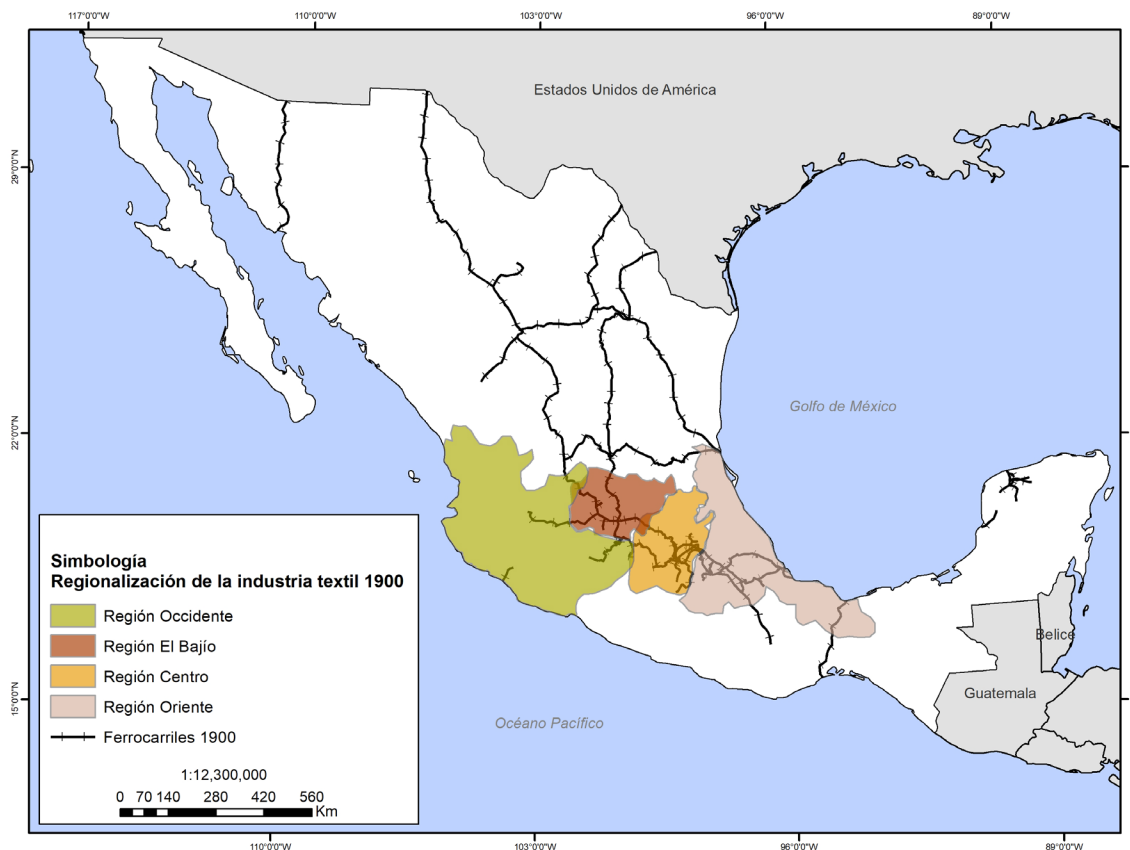 117°0'0"W 110°0'0"W 103°0'0"W 96°0'0"W 89°0'0"W
Estados Unidos de América
29°0'0"N
22°0'0"N
15°0'0"N
Golfo de México
Belice
Guatemala
Océano Pacífico
Simbología
Regionalización de la industria textil 1900
Región Occidente
Región El Bajío
Región Centro
Región Oriente
Ferrocarriles 1900
1:12,300,000
0 70 140 280 420 560
Km
110°0'0"W 103°0'0"W 96°0'0"W 89°0'0"W